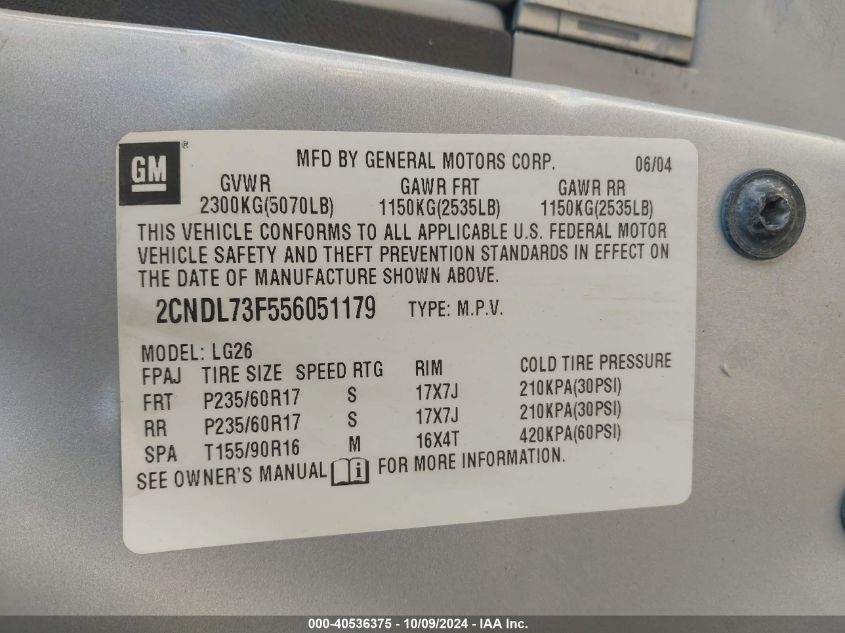 GM ®
MFD BY GENERAL MOTORS CORP. 06/04
GVWR GAWR FRT GAWR RR
2300KG(5070LB) 1150KG(2535LB) 1150KG(2535LB)
THIS VEHICLE CONFORMS TO ALL APPLICABLE U.S. FEDERAL MOTOR
VEHICLE SAFETY AND THEFT PREVENTION STANDARDS IN EFFECT ON
THE DATE OF MANUFACTURE SHOWN ABOVE.
2CNDL73F556051179 TYPE: M.P.V.
MODEL: LG26
FPAJ TIRE SIZE SPEED RTG RIM COLD TIRE PRESSURE
FRT P235/60R17 S 17X7J 210KPA(30PSI)
RR P235/60R17 S 17X7J 210KPA(30PSI)
SPA T155/90R16 M 16X4T 420KPA(60PSI)
SEE OWNER'S MANUAL i FOR MORE INFORMATION.
000-40536375 - 10/09/2024 - IAA Inc.